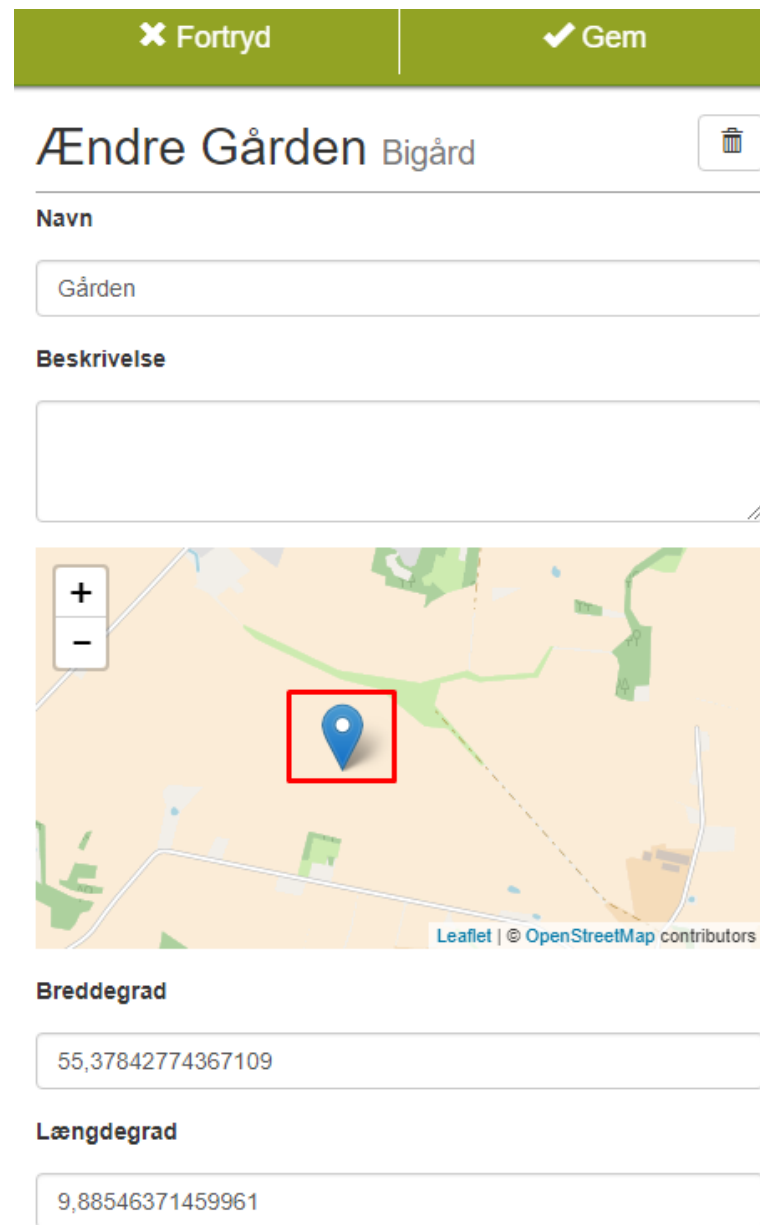 Fortryd
Gem
Ændre Gården Bigård
Navn
Gården
Beskrivelse
+
−
Leaflet | © OpenStreetMap contributors
Breddegrad
55,37842774367109
Længdegrad
9,88546371459961